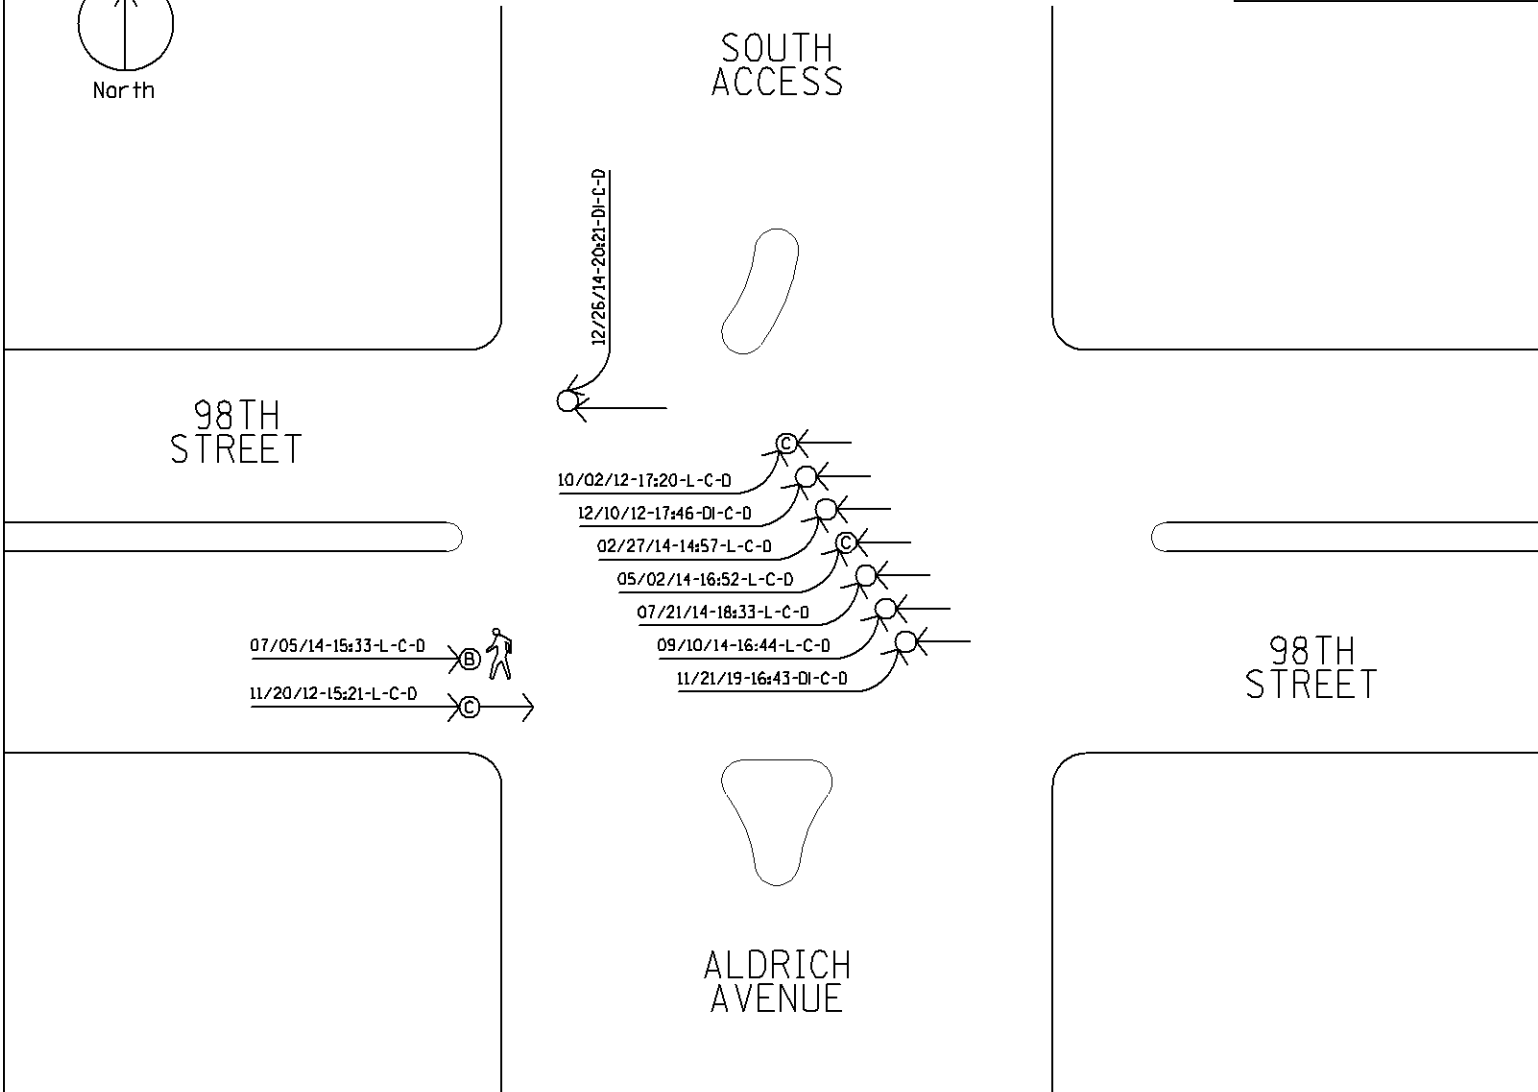 North
SOUTH
ACCESS
12/26/14-20:21-DI-C-D
98TH
STREET
C
10/02/12-17:20-L-C-D
12/10/12-17:46-DI-C-D
02/27/14-14:57-L-C-D
C
05/02/14-16:52-L-C-D
07/21/14-18:33-L-C-D
09/10/14-16:44-L-C-D
11/21/19-16:43-DI-C-D
07/05/14-15:33-L-C-D
B
11/20/12-15:21-L-C-D
C
98TH
STREET
ALDRICH
AVENUE